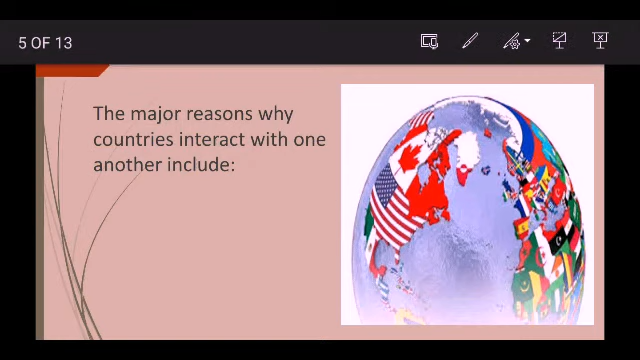 5 OF 13
The major reasons why
countries interact with one
another include: